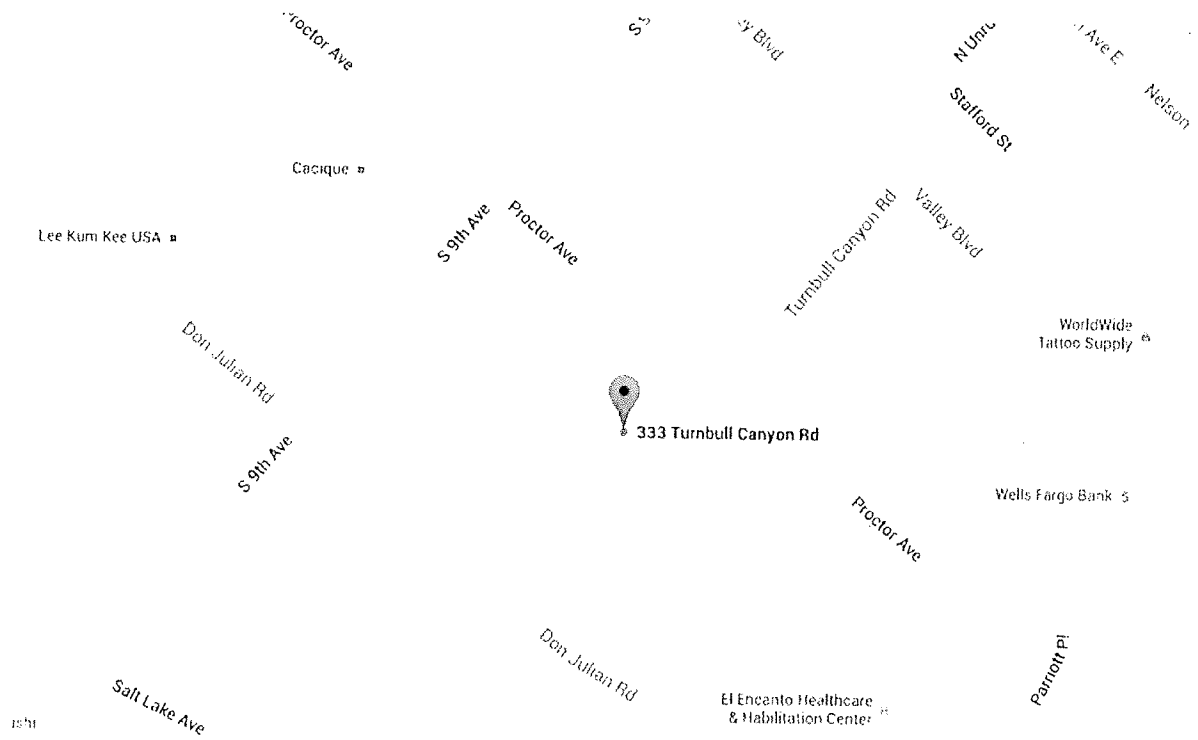 Proctor Ave
Blvd
Ave E
Nelson
Stafford St
Cacique
Lee Kum Kee USA
S 9th Ave
Proctor Ave
Turnbull Canyon Rd
Valley Blvd
WorldWide
Tattoo Supply
Don Julian Rd
333 Turnbull Canyon Rd
S 9th Ave
Wells Fargo Bank
Proctor Ave
Don Julian Rd
Parriott Pl
Salt Lake Ave
El Encanto Healthcare
& Habilitation Center